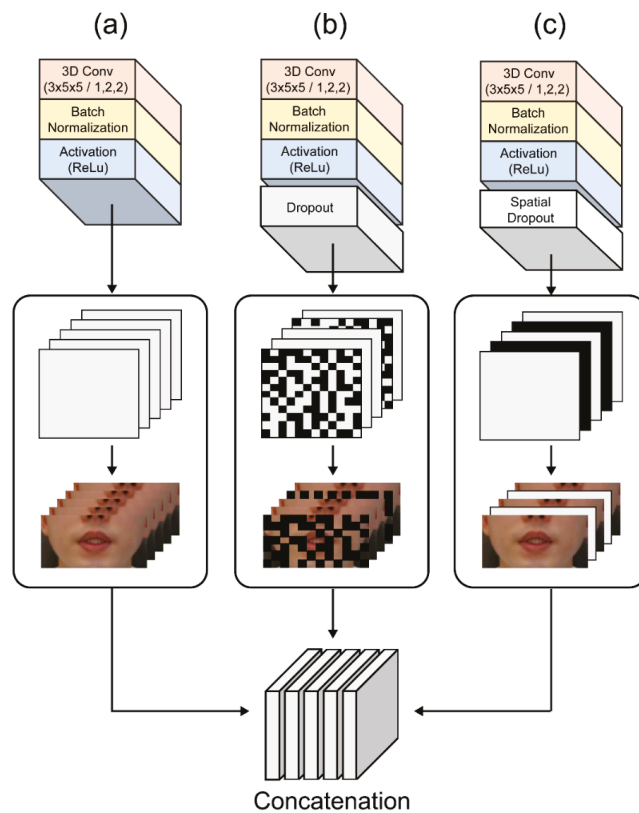 (a)
(b)
(c)
3D Conv
(3x5x5 / 1,2,2)
Batch
Normalization
Activation
(ReLu)
3D Conv
(3x5x5 / 1,2,2)
Batch
Normalization
Activation
(ReLu)
Dropout
3D Conv
(3x5x5 / 1,2,2)
Batch
Normalization
Activation
(ReLu)
Spatial
Dropout
Concatenation